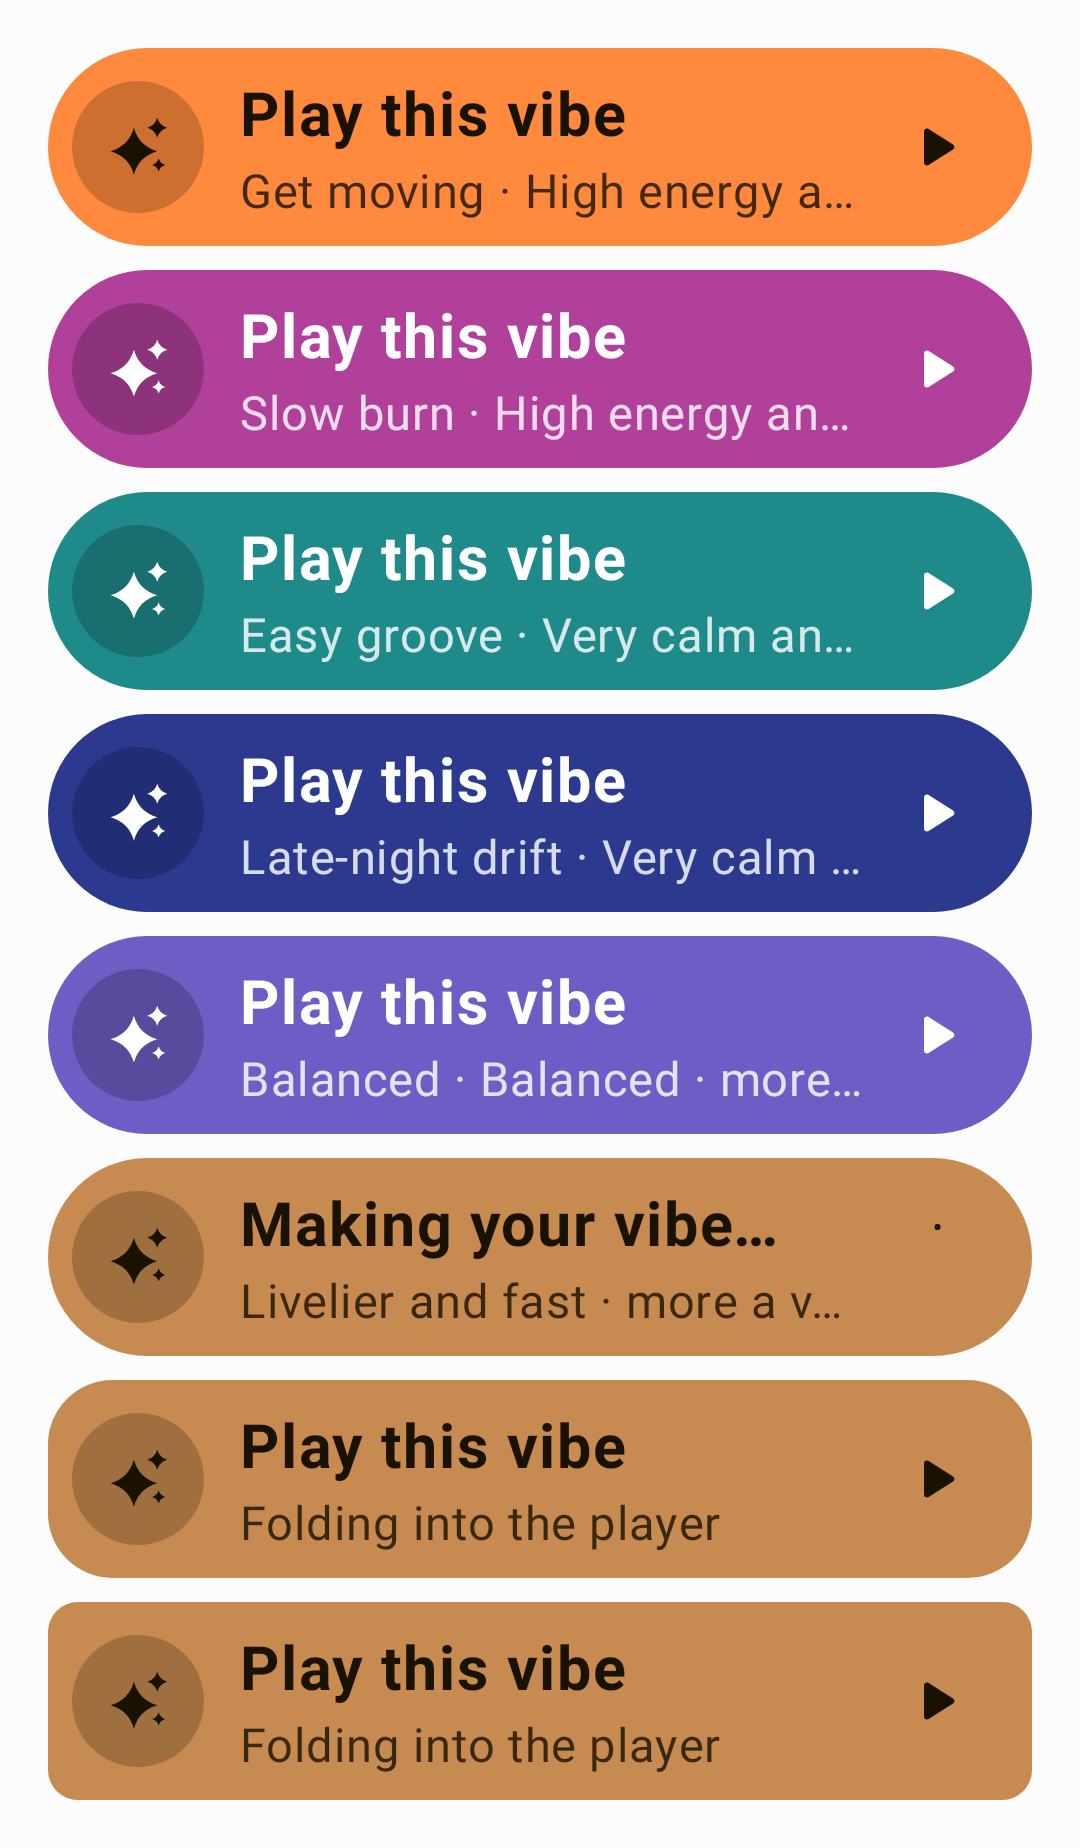 Play this vibe
Get moving · High energy a…
Play this vibe
Slow burn · High energy an…
Play this vibe
Easy groove · Very calm an…
Play this vibe
Late-night drift · Very calm …
Play this vibe
Balanced · Balanced · more…
Making your vibe…
Livelier and fast · more a v…
Play this vibe
Folding into the player
Play this vibe
Folding into the player